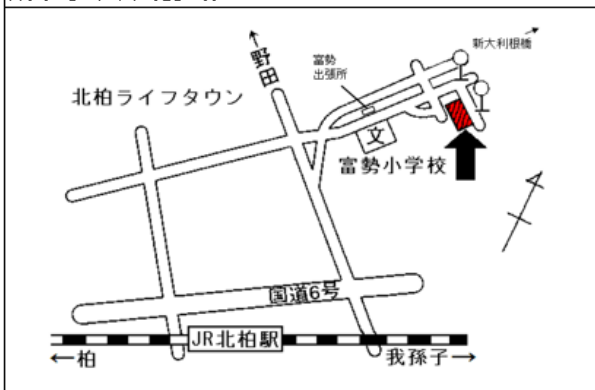 新大利根橋
野田
富勢
出張所
北柏ライフタウン
文
富勢小学校
国道6号
JR北柏駅
←柏
我孫子→